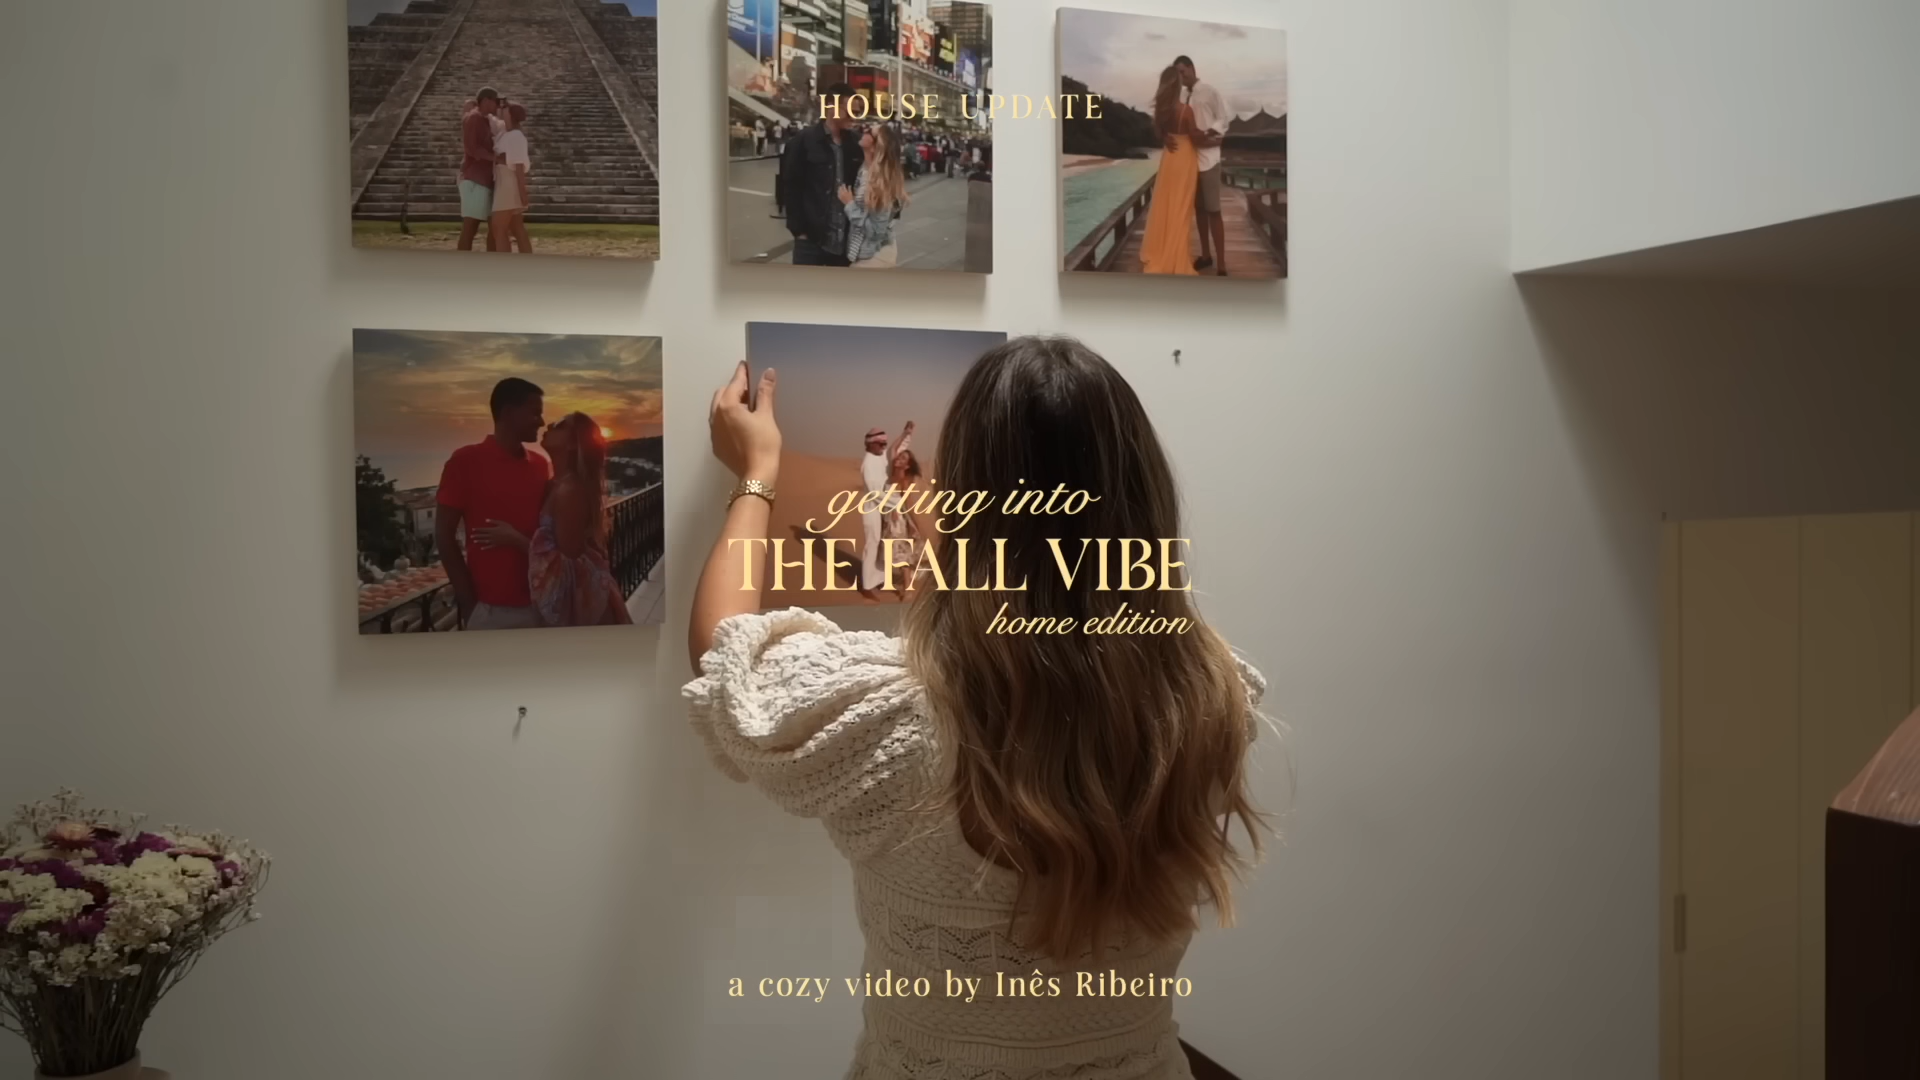 HOUSE UPDATE
getting into
THE FALL VIBE
home edition
a cozy video by Inês Ribeiro